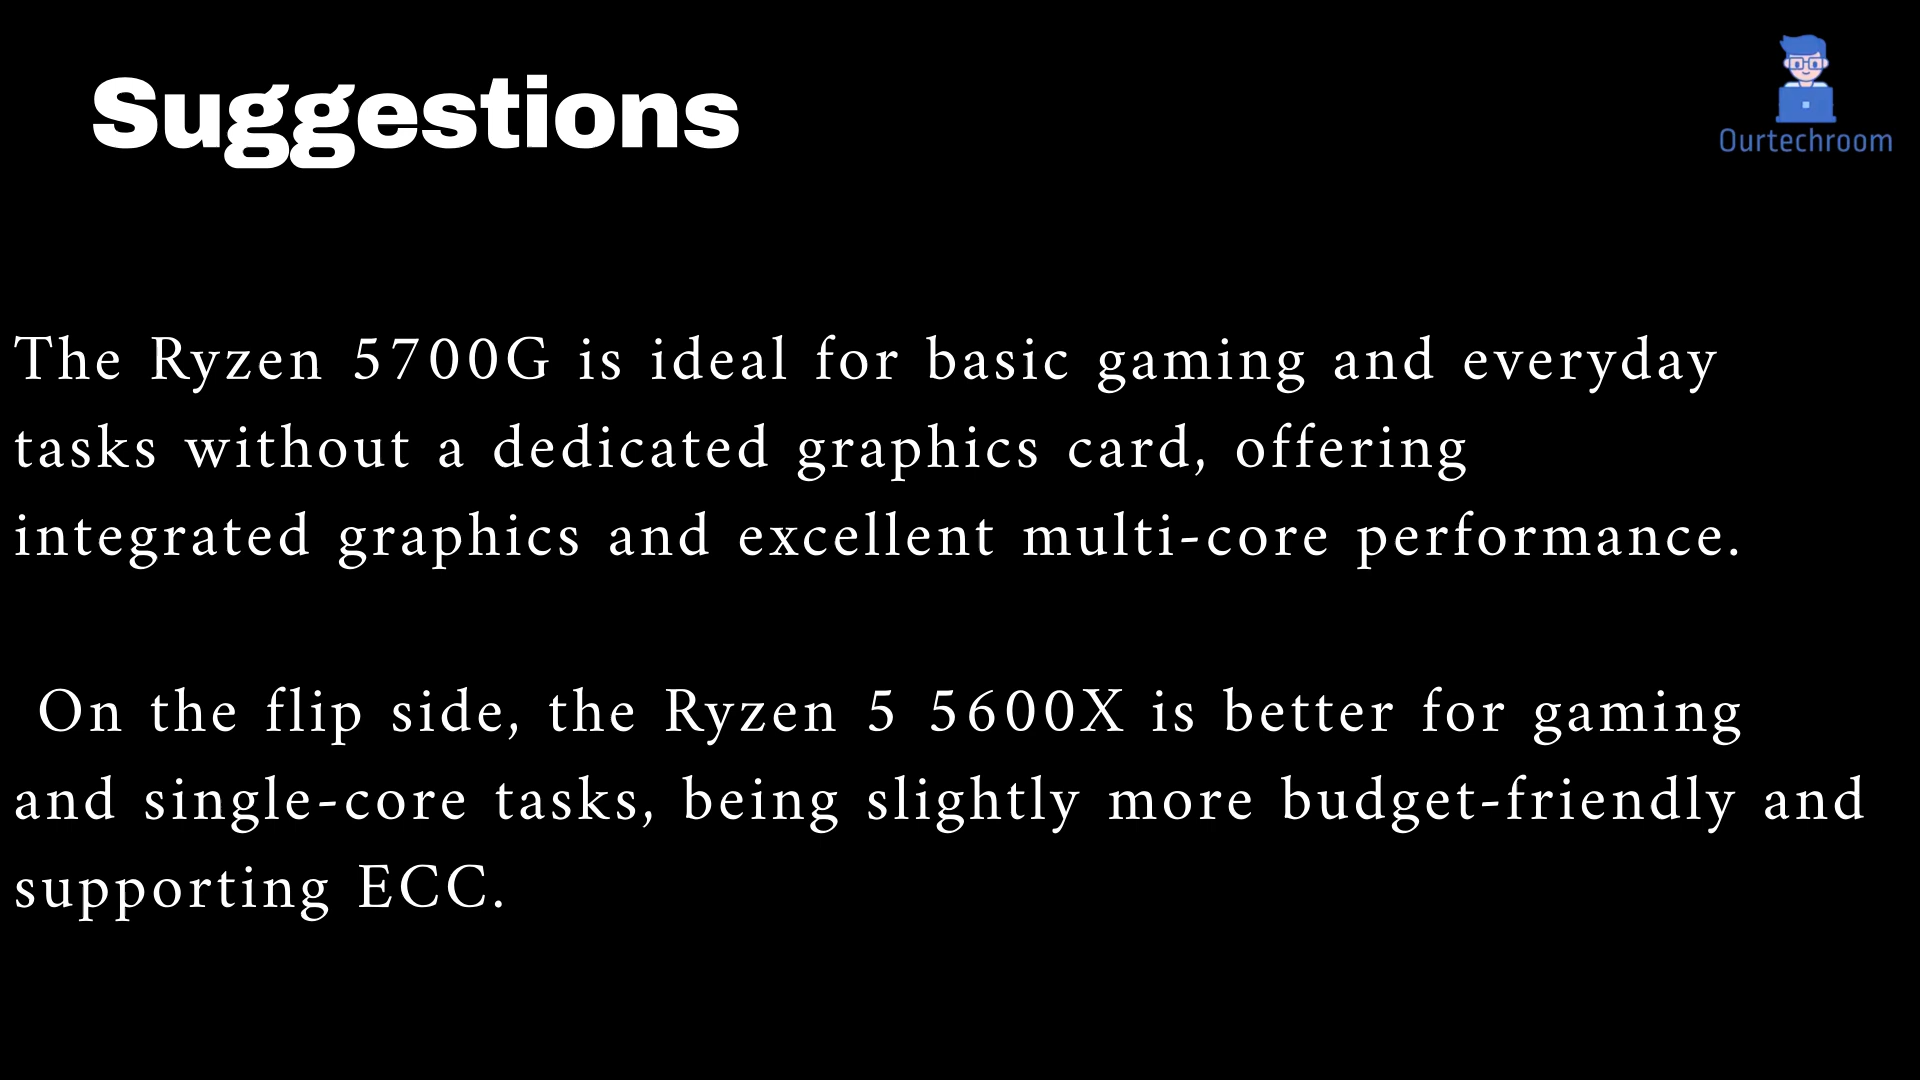 Suggestions
Ourtechroom
The Ryzen 5700G is ideal for basic gaming and everyday
tasks without a dedicated graphics card, offering
integrated graphics and excellent multi-core performance.
On the flip side, the Ryzen 5 5600X is better for gaming
and single-core tasks, being slightly more budget-friendly and
supporting ECC.